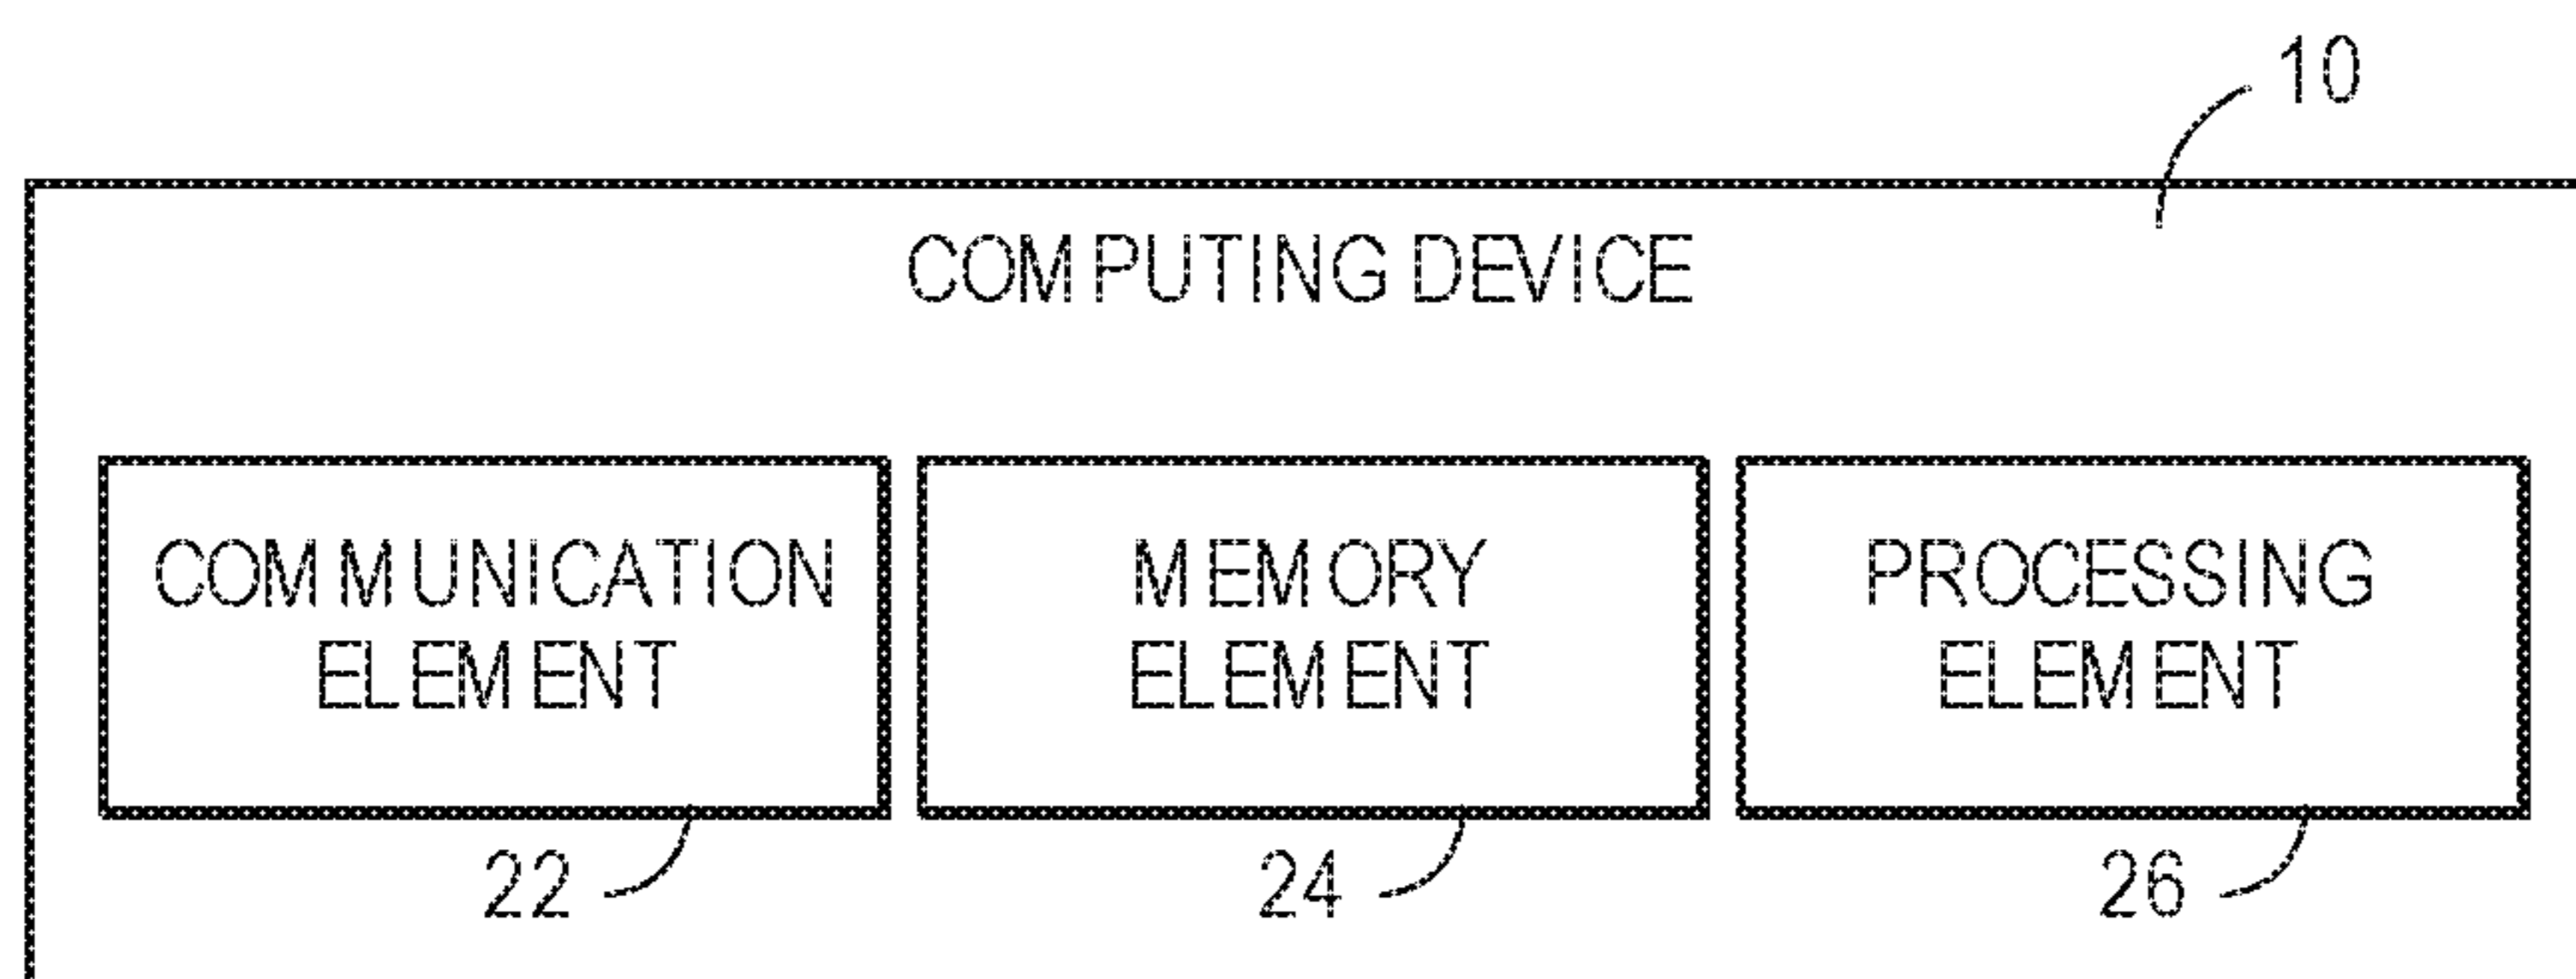 10
COMPUTING DEVICE
COMMUNICATION
ELEMENT
MEMORY
ELEMENT
PROCESSING
ELEMENT
22
24
26